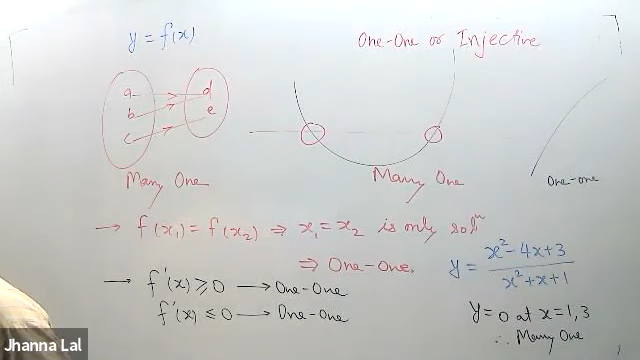 y = f(x)
One-One or Injective
a
b
c
d
e
Many One
Many One
One-one
→ f(x₁) = f(x₂) ⇒ x₁ = x₂ is only solⁿ
⇒ One-One.
→ f'(x) ≥ 0 → One-One
f'(x) ≤ 0 → One-One
y = x² - 4x + 3 / x² + x + 1
y = 0 at x = 1, 3
∴ Many One
Jhanna Lal